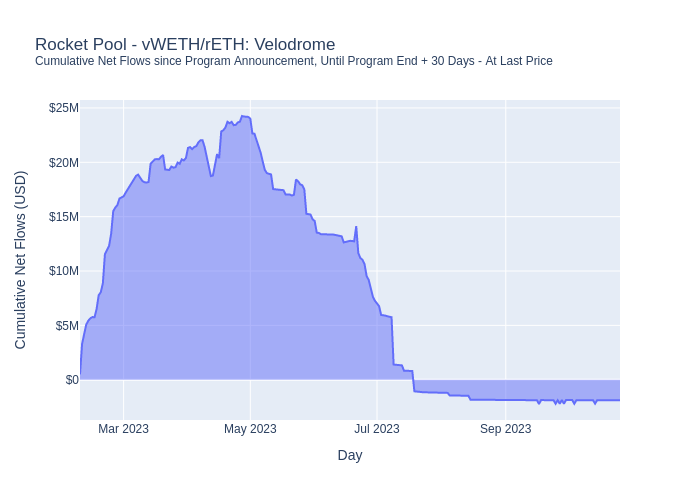 Rocket Pool - vWETH/rETH: Velodrome
Cumulative Net Flows since Program Announcement, Until Program End + 30 Days - At Last Price
$25M
$20M
$15M
$10M
$5M
$0
Cumulative Net Flows (USD)
Mar 2023
May 2023
Jul 2023
Sep 2023
Day